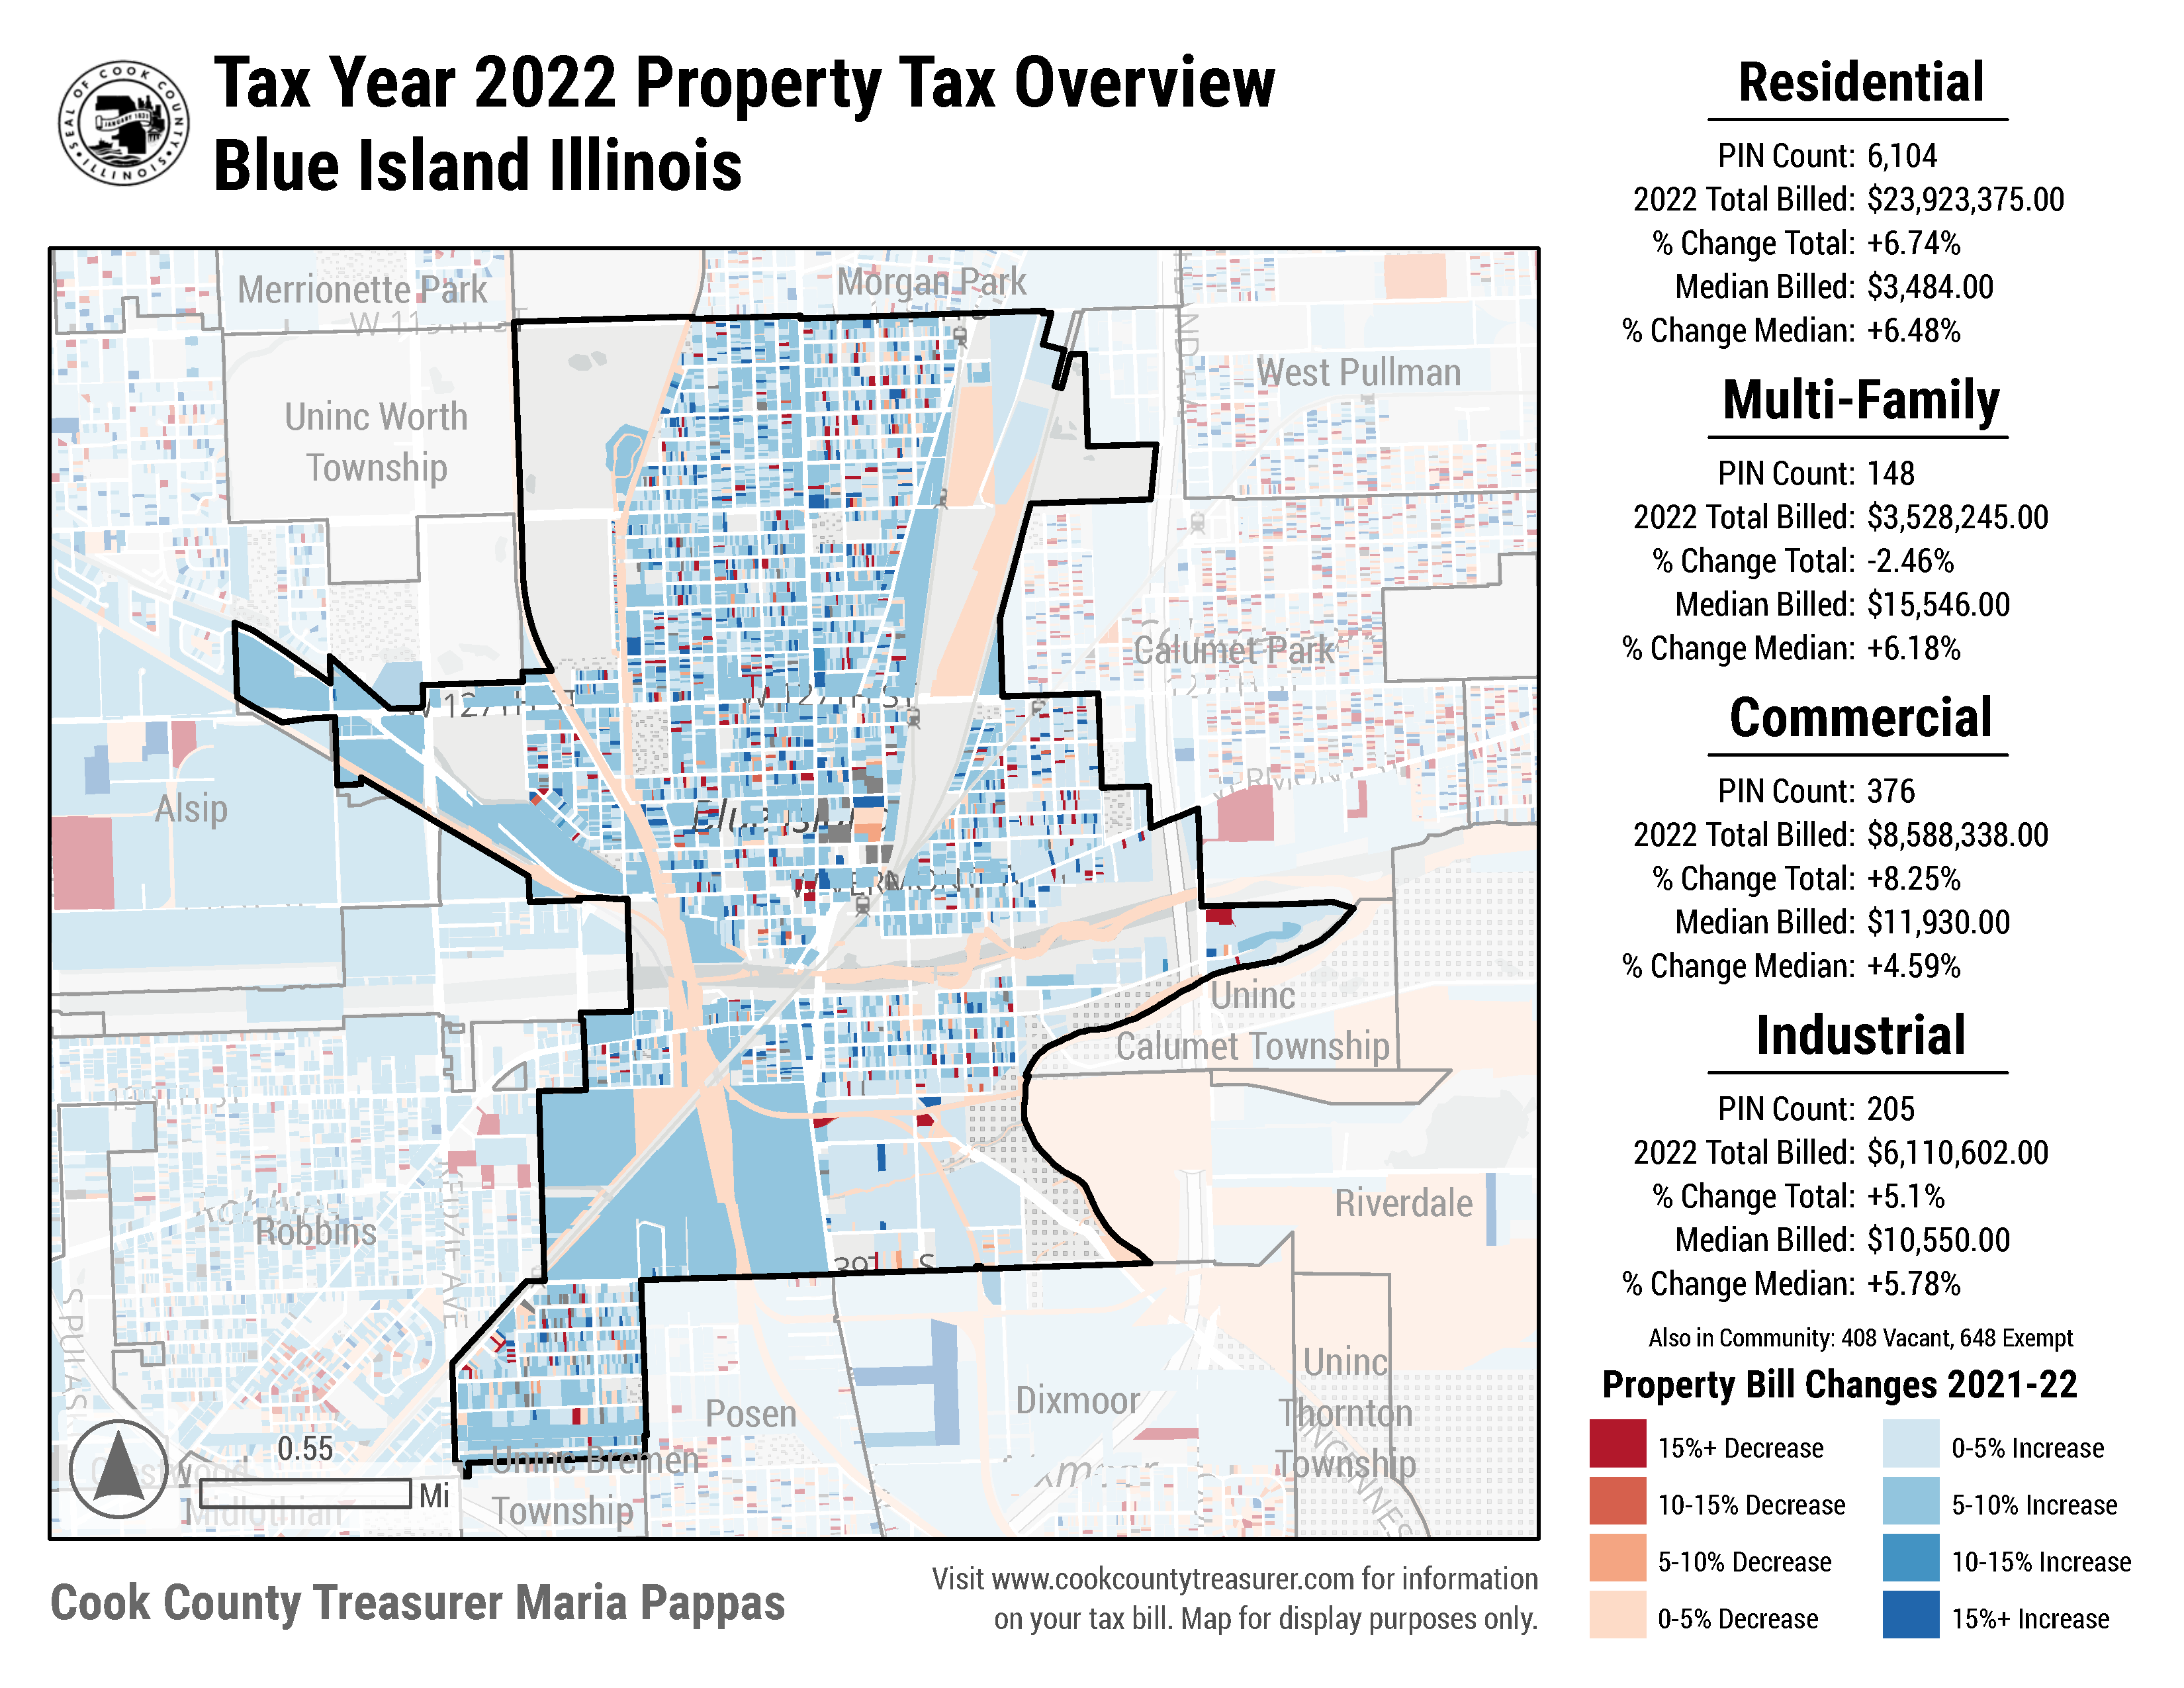 SEAL OF COOK COUNTY
ILLINOIS
JANUARY 1831
Tax Year 2022 Property Tax Overview
Blue Island Illinois
Merrionette Park
Morgan Park
West Pullman
Uninc Worth
Township
W 127TH ST
Calumet Park
Alsip
Blue Island
Uninc
Calumet Township
Robbins
Riverdale
KEDZIE AVE
S PULASKI
Posen
Dixmoor
Uninc
Thornton
Township
Uninc Bremen
Township
Crestwood
Midlothian
0.55
Mi
Cook County Treasurer Maria Pappas
Visit www.cookcountytreasurer.com for information
on your tax bill. Map for display purposes only.
Residential
PIN Count: 6,104
2022 Total Billed: $23,923,375.00
% Change Total: +6.74%
Median Billed: $3,484.00
% Change Median: +6.48%
Multi-Family
PIN Count: 148
2022 Total Billed: $3,528,245.00
% Change Total: -2.46%
Median Billed: $15,546.00
% Change Median: +6.18%
Commercial
PIN Count: 376
2022 Total Billed: $8,588,338.00
% Change Total: +8.25%
Median Billed: $11,930.00
% Change Median: +4.59%
Industrial
PIN Count: 205
2022 Total Billed: $6,110,602.00
% Change Total: +5.1%
Median Billed: $10,550.00
% Change Median: +5.78%
Also in Community: 408 Vacant, 648 Exempt
Property Bill Changes 2021-22
15%+ Decrease
10-15% Decrease
5-10% Decrease
0-5% Decrease
0-5% Increase
5-10% Increase
10-15% Increase
15%+ Increase